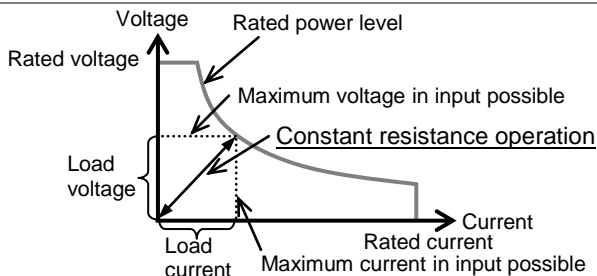 Voltage
Rated power level
Rated voltage
Maximum voltage in input possible
Constant resistance operation
Load
voltage
Current
Rated current
Load
current
Maximum current in input possible